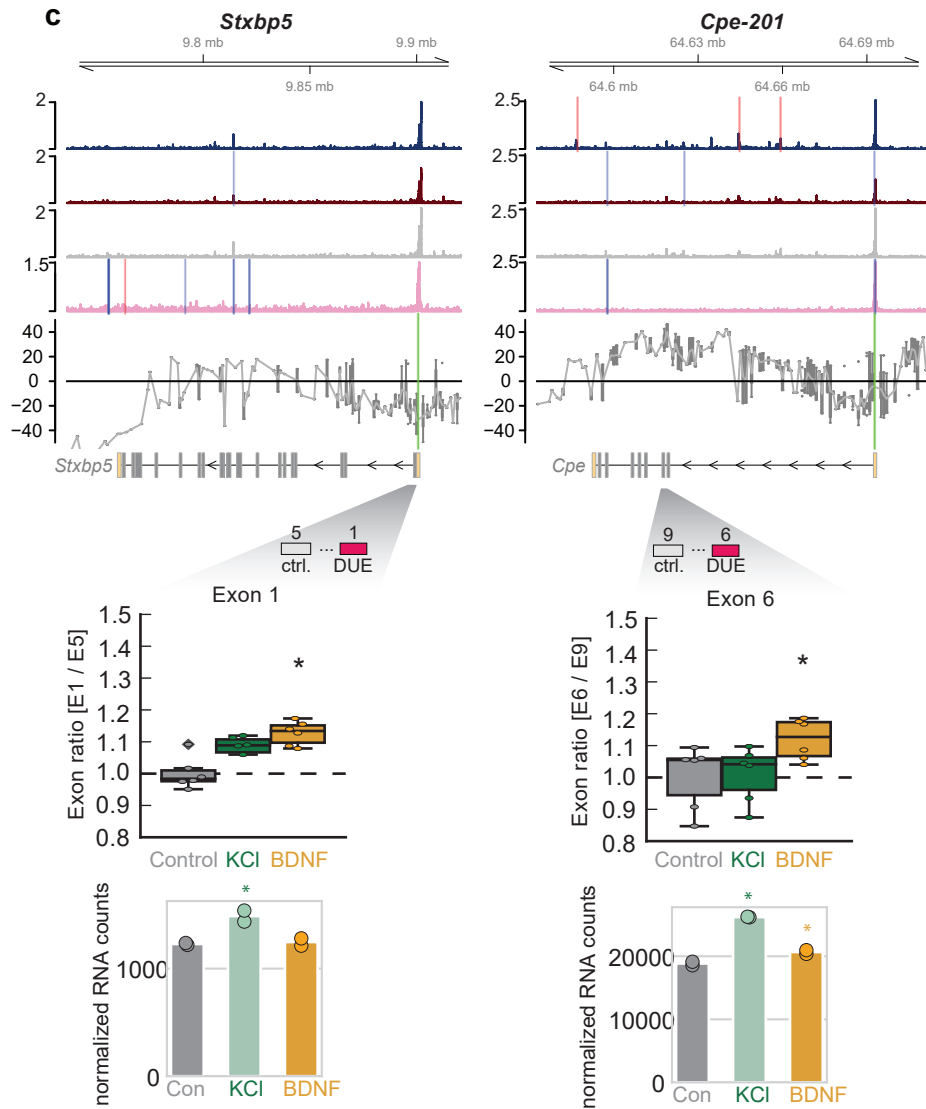 c
Stxbp5
Cpe-201
9.8 mb
9.9 mb
64.63 mb
64.69 mb
9.85 mb
64.6 mb
64.66 mb
2
2.5
2
2.5
2
2.5
1.5
2.5
40
20
0
−20
−40
40
20
0
−20
−40
Stxbp5
Cpe
5 ... 1
ctrl. DUE
9 ... 6
ctrl. DUE
Exon 1
Exon 6
Exon ratio [E1 / E5]
1.5
1.4
1.3
1.2
1.1
1.0
0.9
0.8
*
Control KCl BDNF
Exon ratio [E6 / E9]
1.5
1.4
1.3
1.2
1.1
1.0
0.9
0.8
*
Control KCl BDNF
normalized RNA counts
1000
0
*
Con KCl BDNF
normalized RNA counts
20000
10000
0
*
*
Con KCl BDNF